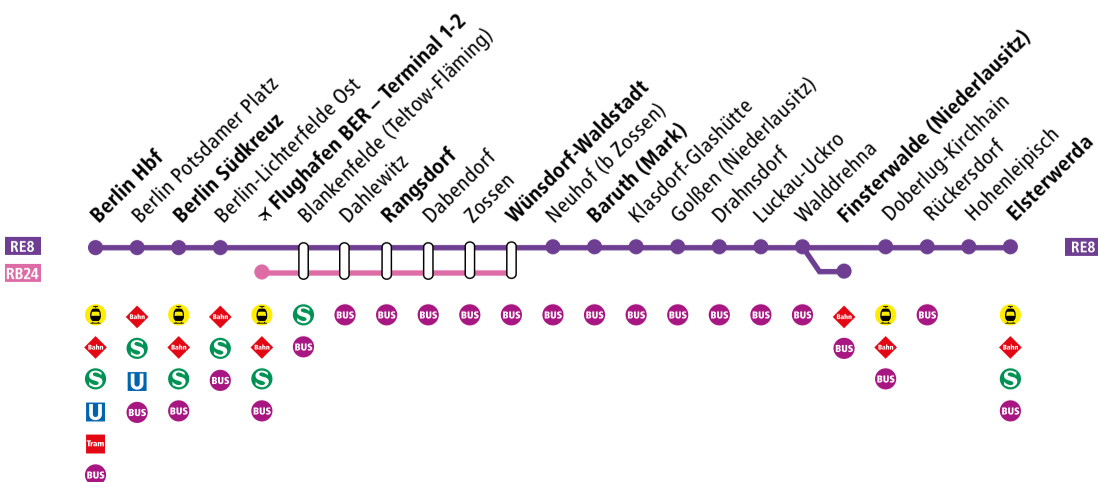 Berlin Hbf
Berlin Potsdamer Platz
Berlin Südkreuz
Berlin-Lichterfelde Ost
Flughafen BER – Terminal 1-2
Blankenfelde (Teltow-Fläming)
Dahlewitz
Rangsdorf
Dabendorf
Zossen
Wünsdorf-Waldstadt
Neuhof (b Zossen)
Baruth (Mark)
Klasdorf-Glashütte
Golßen (Niederlausitz)
Drahnsdorf
Luckau-Uckro
Walddrehna
Finsterwalde (Niederlausitz)
Doberlug-Kirchhain
Rückersdorf
Hohenleipisch
Elsterwerda
RE8 RE8
RB24
Bahn Bahn S BUS BUS BUS BUS BUS BUS BUS BUS BUS BUS BUS BUS BUS Bahn BUS
Bahn S Bahn S Bahn BUS BUS Bahn Bahn
S U S BUS S BUS S
U BUS BUS BUS BUS
Tram
BUS